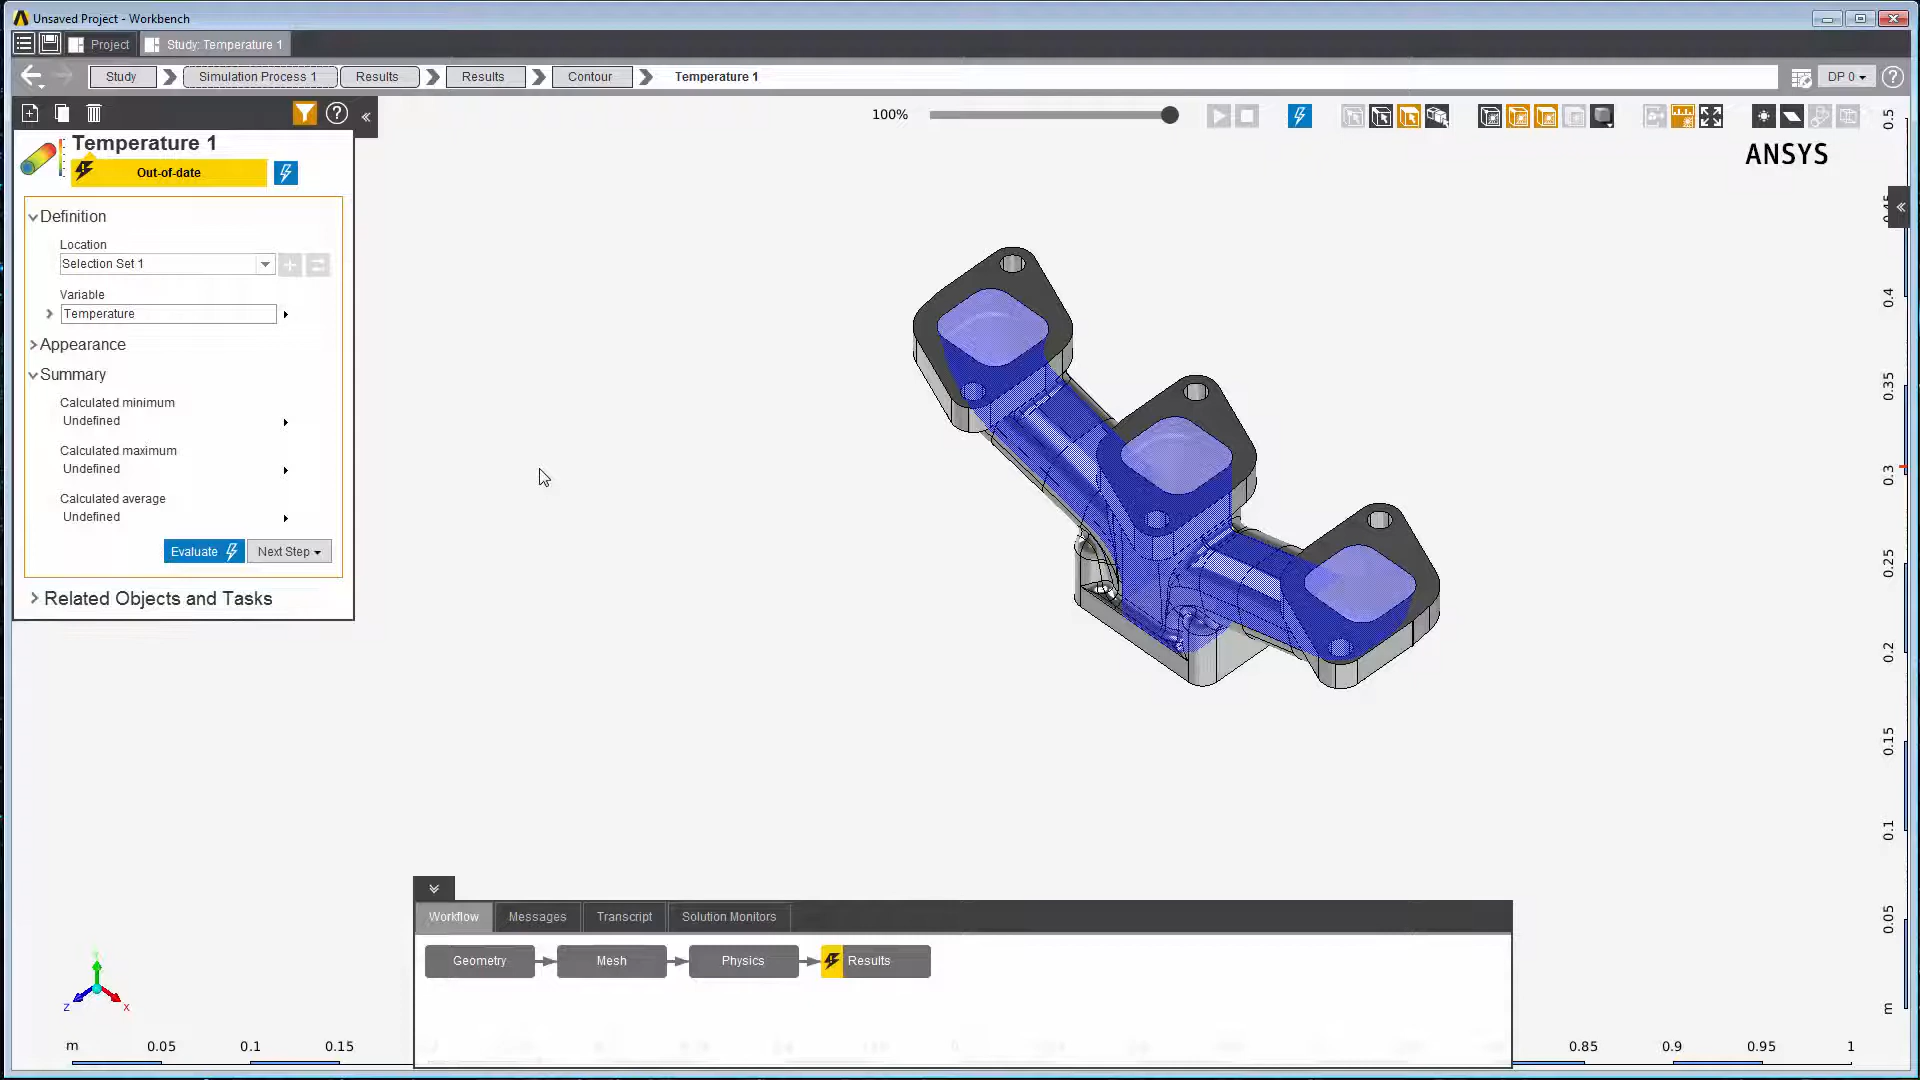 Unsaved Project - Workbench
Project
Study: Temperature 1
Study
Simulation Process 1
Results
Results
Contour
Temperature 1
DP 0
100%
ANSYS
Temperature 1
Out-of-date
Definition
Location
Selection Set 1
Variable
Temperature
Appearance
Summary
Calculated minimum
Undefined
Calculated maximum
Undefined
Calculated average
Undefined
Evaluate
Next Step
Related Objects and Tasks
0.5
0.4
0.35
0.3
0.25
0.2
0.15
0.1
0.05
m
Workflow
Messages
Transcript
Solution Monitors
Geometry
Mesh
Physics
Results
Y
Z
X
m
0.05
0.1
0.15
0.85
0.9
0.95
1